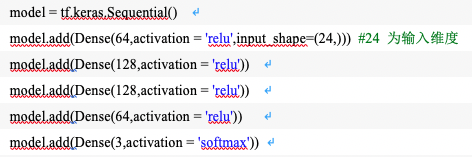 model = tf.keras.Sequential()
model.add(Dense(64,activation = 'relu',input_shape=(24,))) #24 为输入维度
model.add(Dense(128,activation = 'relu'))
model.add(Dense(128,activation = 'relu'))
model.add(Dense(64,activation = 'relu'))
model.add(Dense(3,activation = 'softmax'))